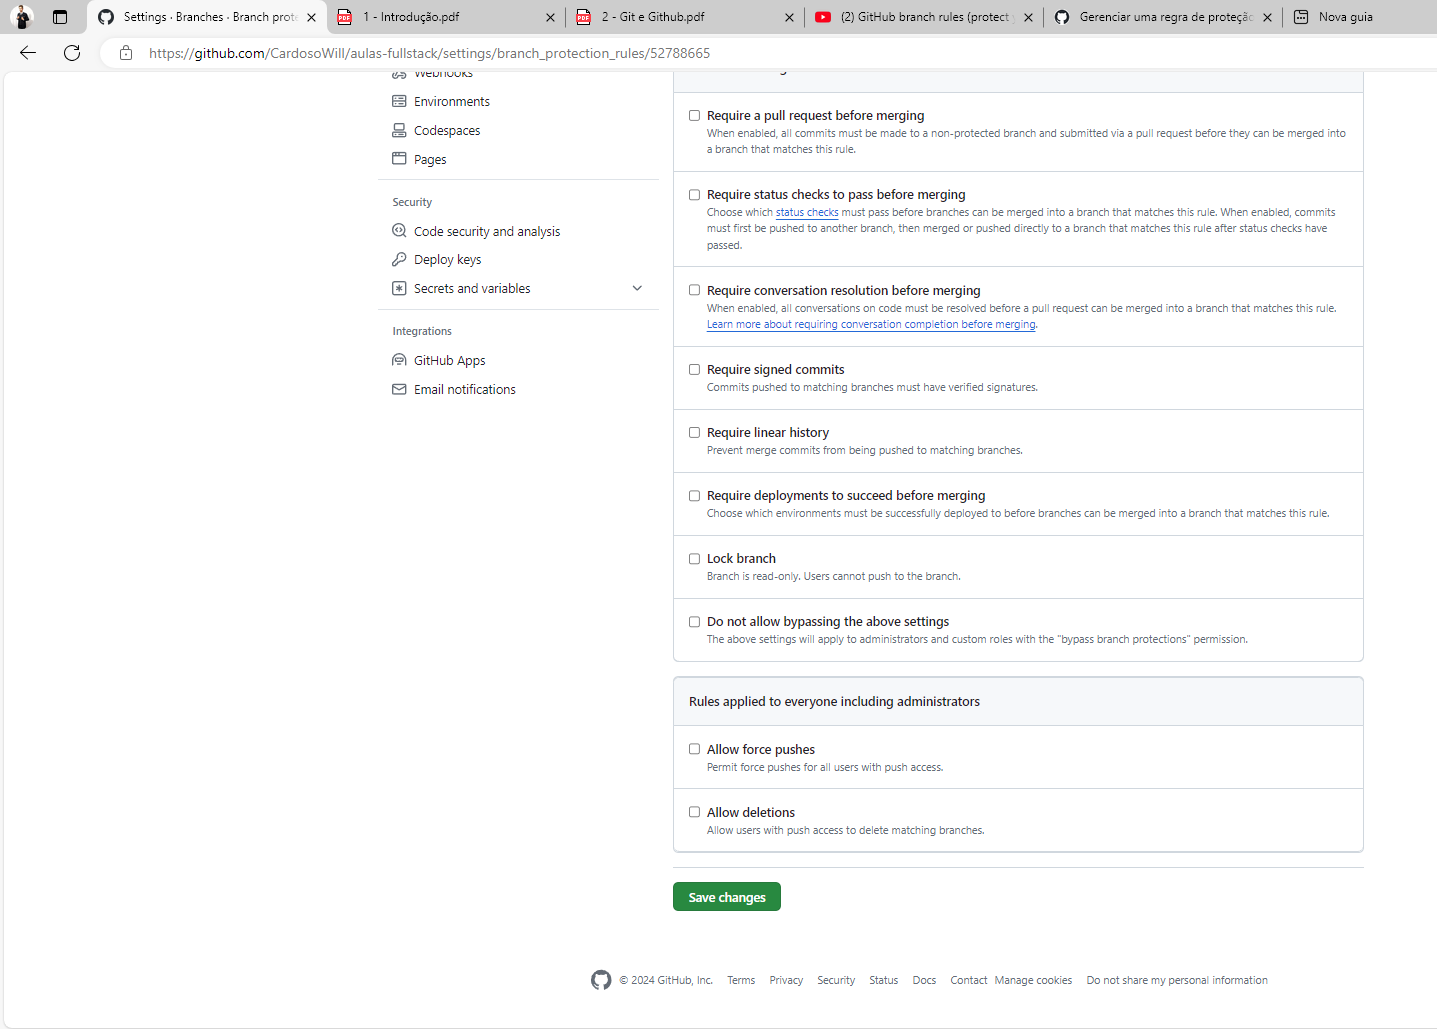 Settings · Branches · Branch prote
1 - Introdução.pdf
2 - Git e Github.pdf
(2) GitHub branch rules (protect y
Gerenciar uma regra de proteção
Nova guia
https://github.com/CardosoWill/aulas-fullstack/settings/branch_protection_rules/52788665
Webhooks
Environments
Codespaces
Pages
Security
Code security and analysis
Deploy keys
Secrets and variables
Integrations
GitHub Apps
Email notifications
Require a pull request before merging
When enabled, all commits must be made to a non-protected branch and submitted via a pull request before they can be merged into
a branch that matches this rule.
Require status checks to pass before merging
Choose which status checks must pass before branches can be merged into a branch that matches this rule. When enabled, commits
must first be pushed to another branch, then merged or pushed directly to a branch that matches this rule after status checks have
passed.
Require conversation resolution before merging
When enabled, all conversations on code must be resolved before a pull request can be merged into a branch that matches this rule.
Learn more about requiring conversation completion before merging.
Require signed commits
Commits pushed to matching branches must have verified signatures.
Require linear history
Prevent merge commits from being pushed to matching branches.
Require deployments to succeed before merging
Choose which environments must be successfully deployed to before branches can be merged into a branch that matches this rule.
Lock branch
Branch is read-only. Users cannot push to the branch.
Do not allow bypassing the above settings
The above settings will apply to administrators and custom roles with the "bypass branch protections" permission.
Rules applied to everyone including administrators
Allow force pushes
Permit force pushes for all users with push access.
Allow deletions
Allow users with push access to delete matching branches.
Save changes
© 2024 GitHub, Inc. Terms Privacy Security Status Docs Contact Manage cookies Do not share my personal information